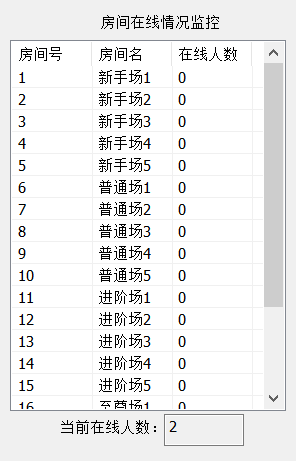 房间在线情况监控
房间号 房间名 在线人数
1 新手场1 0
2 新手场2 0
3 新手场3 0
4 新手场4 0
5 新手场5 0
6 普通场1 0
7 普通场2 0
8 普通场3 0
9 普通场4 0
10 普通场5 0
11 进阶场1 0
12 进阶场2 0
13 进阶场3 0
14 进阶场4 0
15 进阶场5 0
16 至尊场1 0
当前在线人数：2